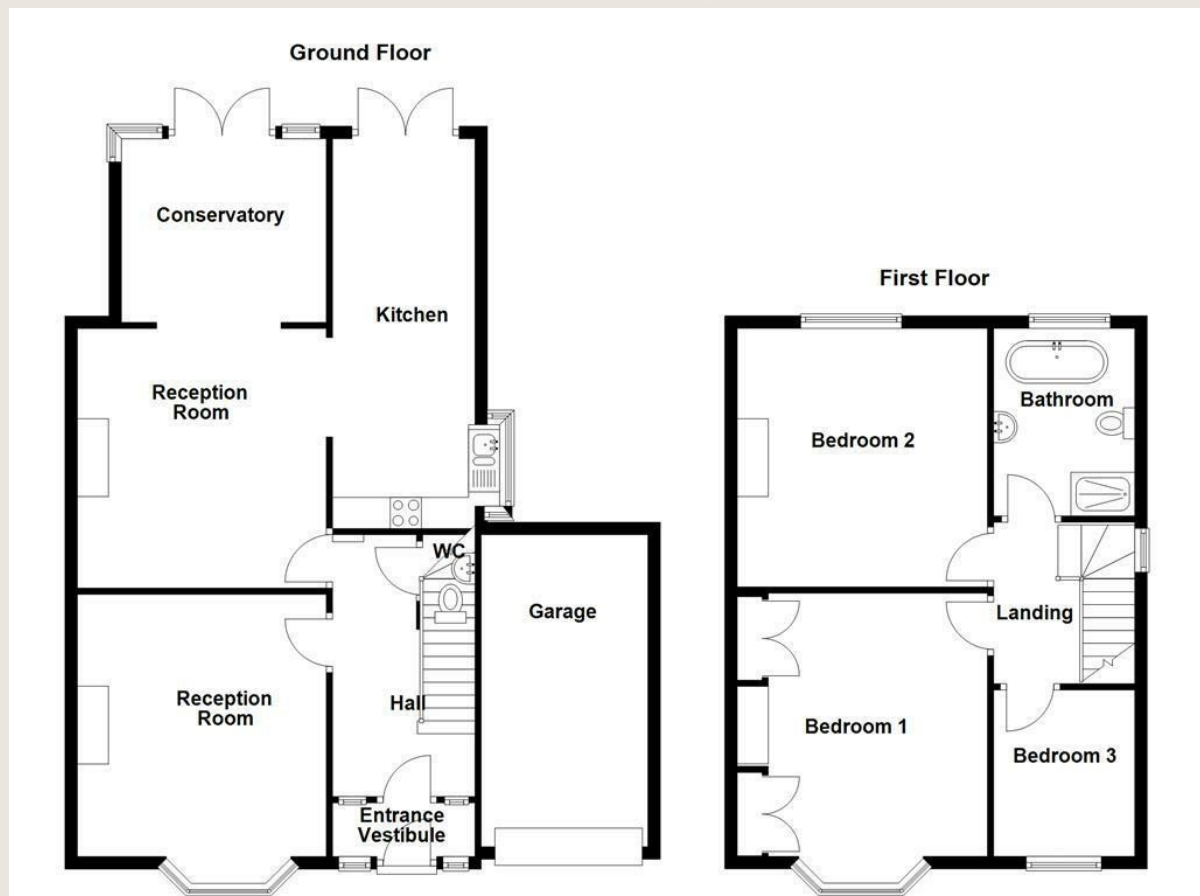 Ground Floor
Conservatory
Kitchen
Reception
Room
WC
Garage
Reception
Room
Hall
Entrance
Vestibule
First Floor
Bathroom
Bedroom 2
Landing
Bedroom 1
Bedroom 3